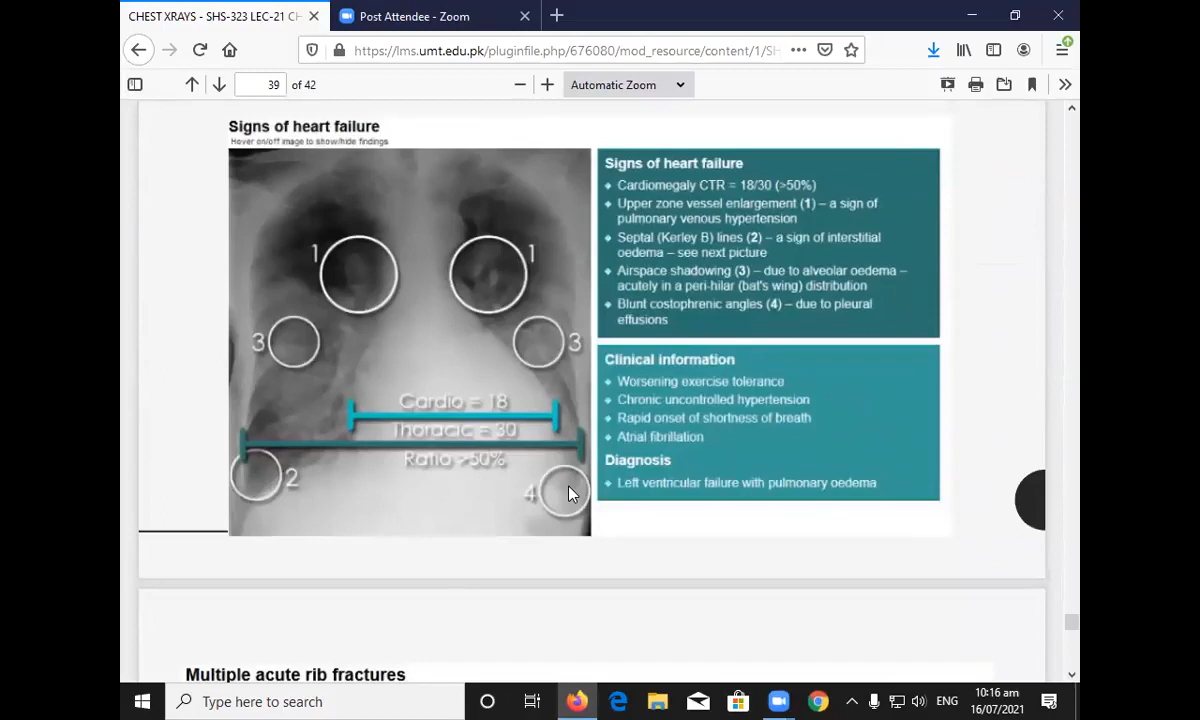 CHEST XRAYS - SHS-323 LEC-21 CH
Post Attendee - Zoom
https://lms.umt.edu.pk/pluginfile.php/676080/mod_resource/content/1/SH
39 of 42
Automatic Zoom
Signs of heart failure
Hover on/off image to show/hide findings
1
1
3
3
Cardio = 18
Thoracic = 30
Ratio >50%
2
4
Signs of heart failure
Cardiomegaly CTR = 18/30 (>50%)
Upper zone vessel enlargement (1) – a sign of
pulmonary venous hypertension
Septal (Kerley B) lines (2) – a sign of interstitial
oedema – see next picture
Airspace shadowing (3) – due to alveolar oedema –
acutely in a peri-hilar (bat's wing) distribution
Blunt costophrenic angles (4) – due to pleural
effusions
Clinical information
Worsening exercise tolerance
Chronic uncontrolled hypertension
Rapid onset of shortness of breath
Atrial fibrillation
Diagnosis
Left ventricular failure with pulmonary oedema
Multiple acute rib fractures
Type here to search
ENG
10:16 am
16/07/2021